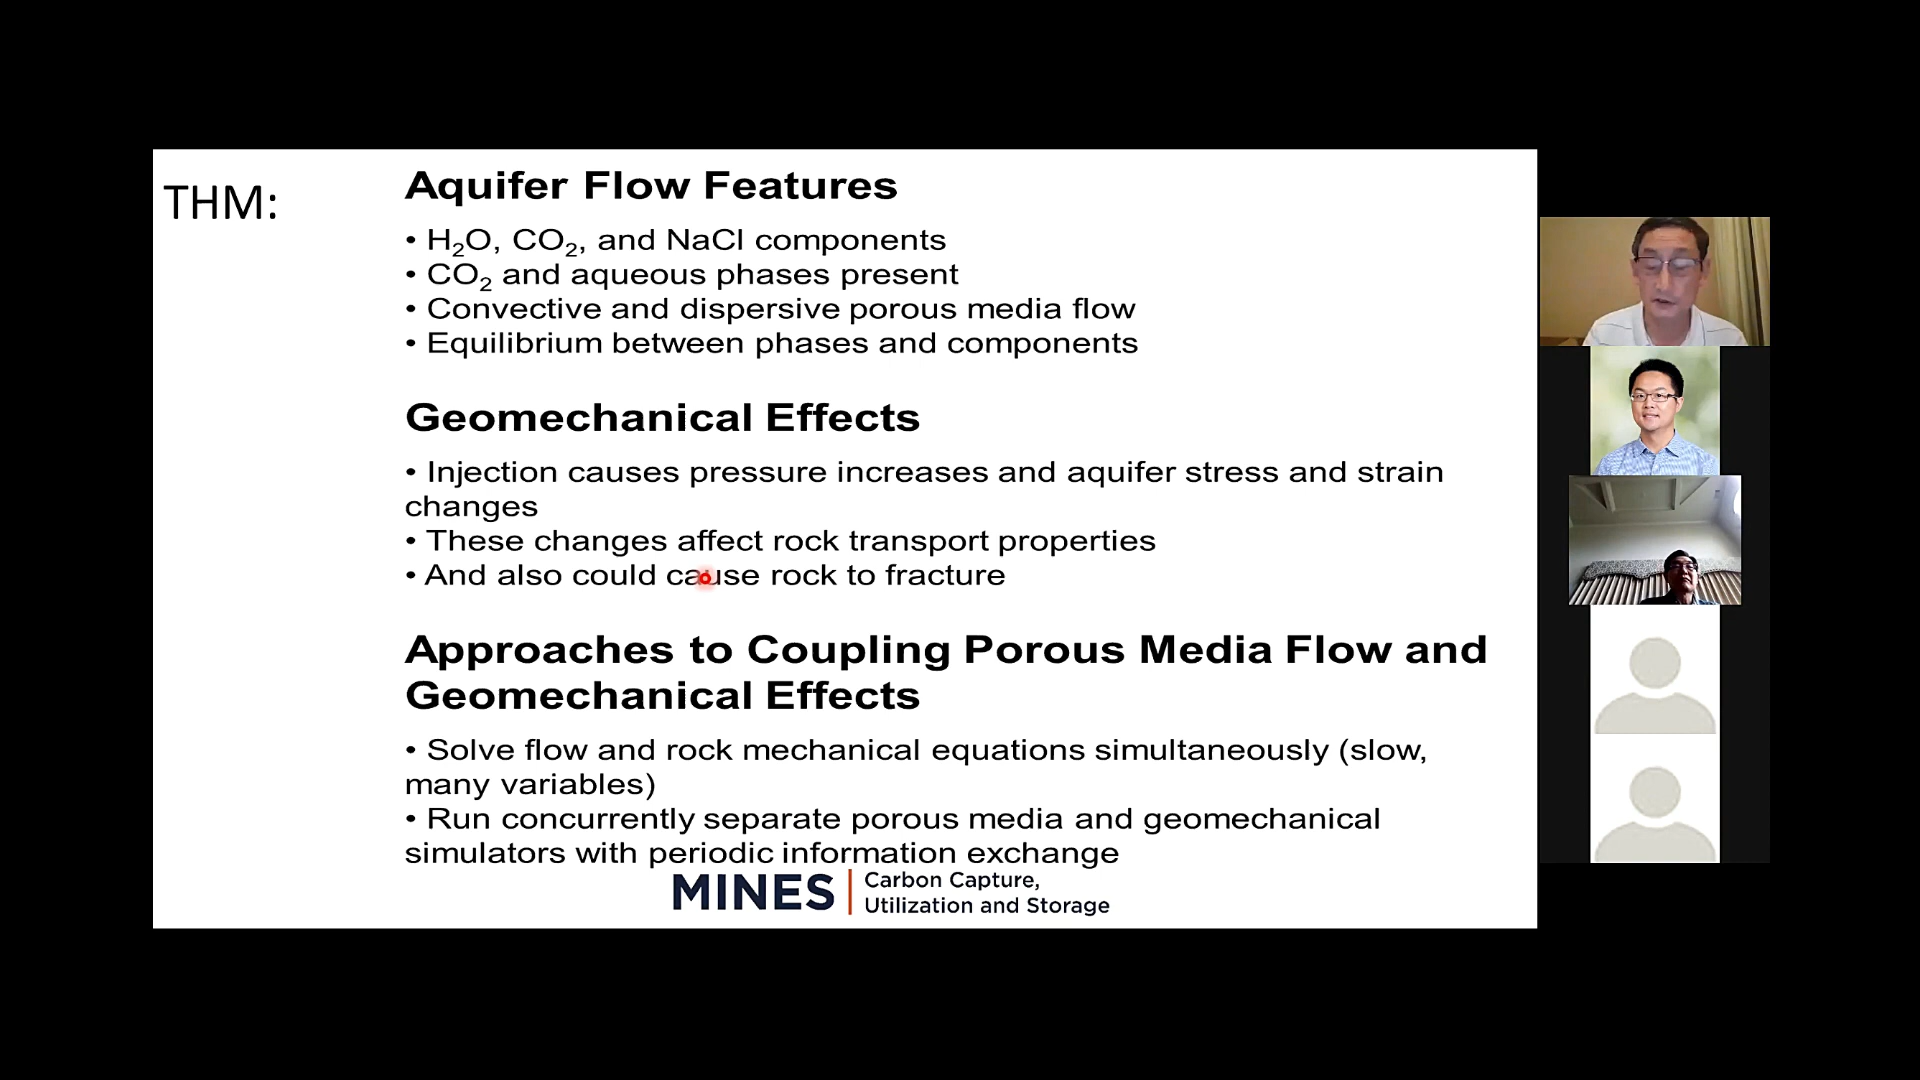 THM:
Aquifer Flow Features
• H₂O, CO₂, and NaCl components
• CO₂ and aqueous phases present
• Convective and dispersive porous media flow
• Equilibrium between phases and components
Geomechanical Effects
• Injection causes pressure increases and aquifer stress and strain
changes
• These changes affect rock transport properties
• And also could cause rock to fracture
Approaches to Coupling Porous Media Flow and
Geomechanical Effects
• Solve flow and rock mechanical equations simultaneously (slow,
many variables)
• Run concurrently separate porous media and geomechanical
simulators with periodic information exchange
MINES
Carbon Capture,
Utilization and Storage